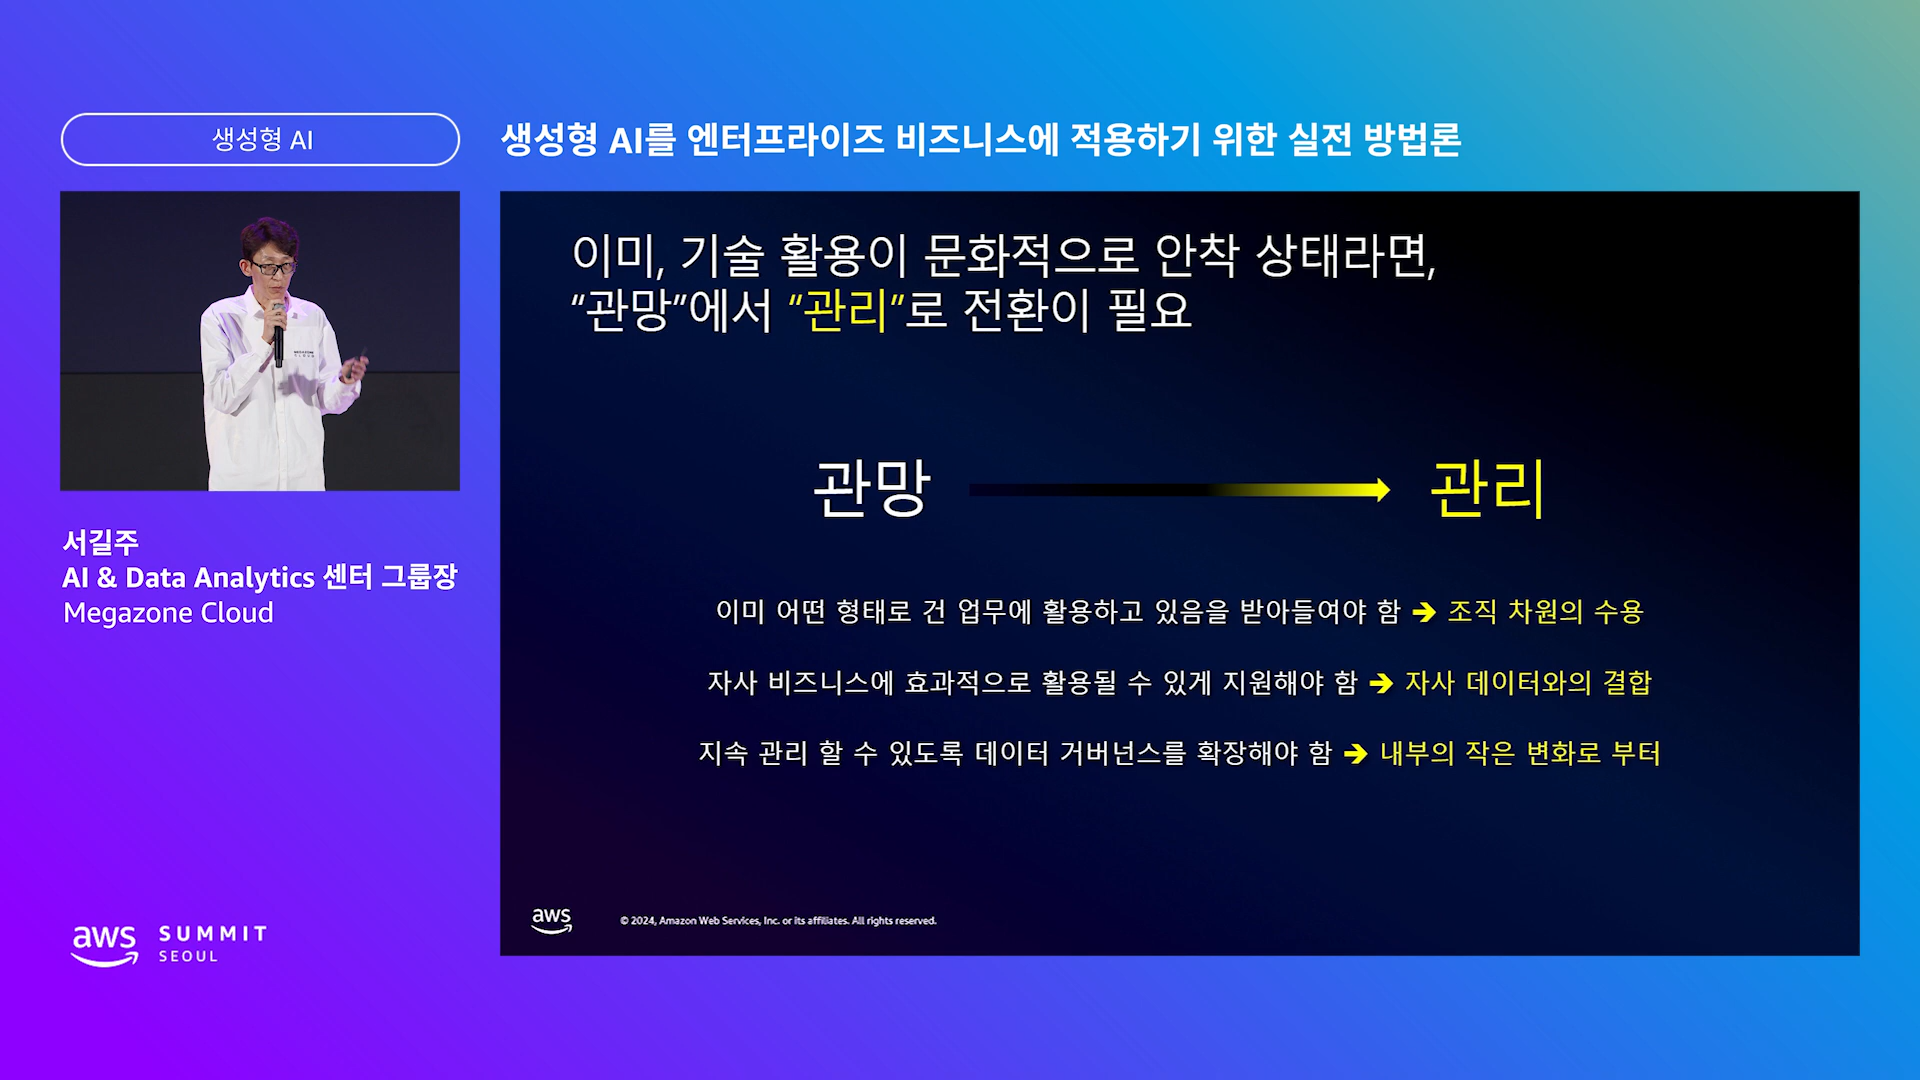 생성형 AI
생성형 AI를 엔터프라이즈 비즈니스에 적용하기 위한 실전 방법론
서길주
AI & Data Analytics 센터 그룹장
Megazone Cloud
이미, 기술 활용이 문화적으로 안착 상태라면,
“관망”에서 “관리”로 전환이 필요
관망
관리
이미 어떤 형태로 건 업무에 활용하고 있음을 받아들여야 함 ➔ 조직 차원의 수용
자사 비즈니스에 효과적으로 활용될 수 있게 지원해야 함 ➔ 자사 데이터와의 결합
지속 관리 할 수 있도록 데이터 거버넌스를 확장해야 함 ➔ 내부의 작은 변화로 부터
aws
© 2024, Amazon Web Services, Inc. or its affiliates. All rights reserved.
aws SUMMIT
SEOUL